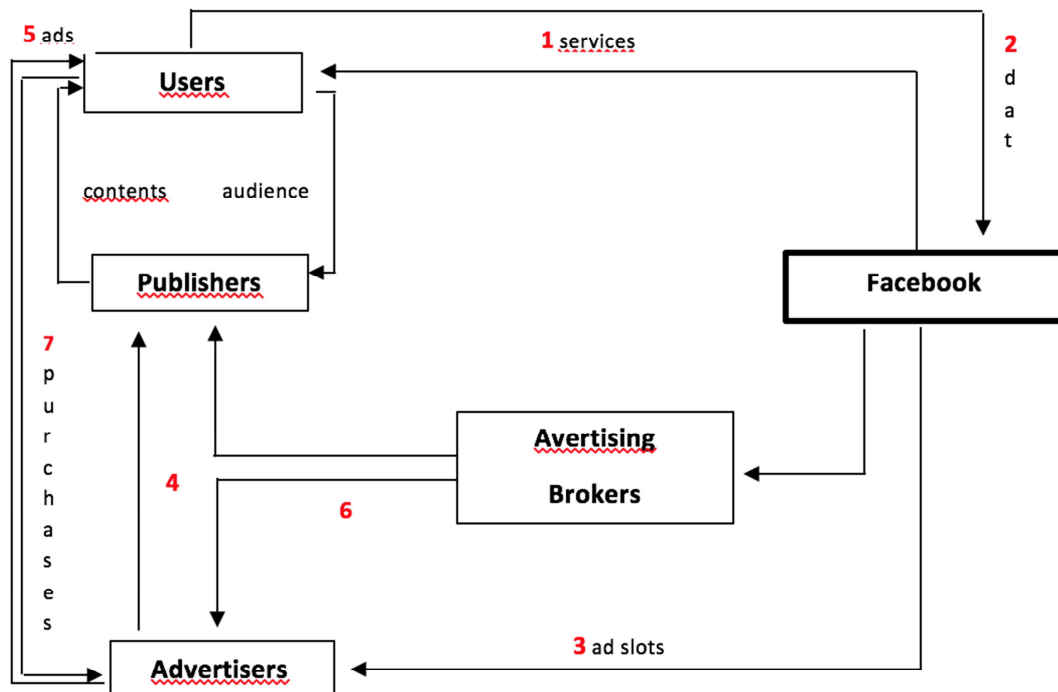 5 ads
1 services
2
d
a
t
Users
contents audience
Publishers
Facebook
7
p
u
r
c
h
a
s
e
s
Avertising
Brokers
4
6
3 ad slots
Advertisers